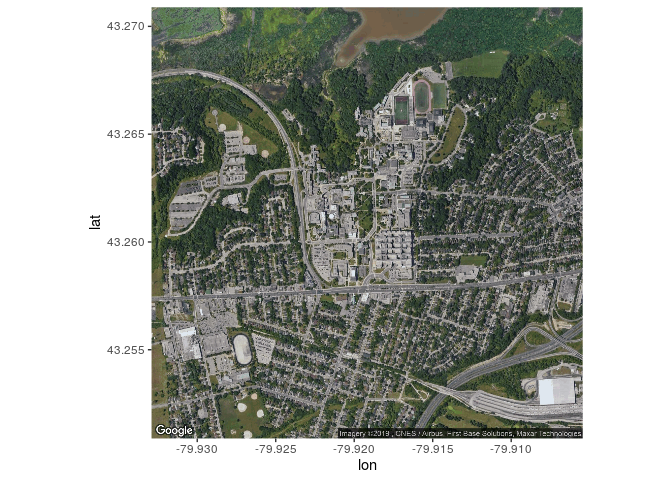 43.270
43.265
43.260
43.255
lat
Google
Imagery ©2019 , CNES / Airbus, First Base Solutions, Maxar Technologies
-79.930
-79.925
-79.920
-79.915
-79.910
lon